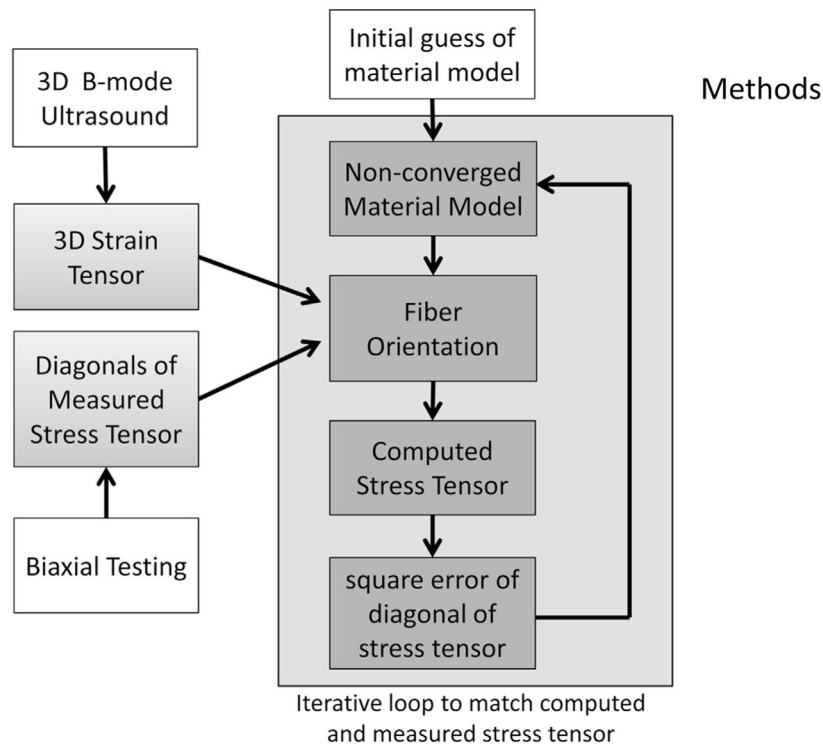 Initial guess of
material model
3D B-mode
Ultrasound
Methods
Non-converged
Material Model
3D Strain
Tensor
Fiber
Orientation
Diagonals of
Measured
Stress Tensor
Computed
Stress Tensor
Biaxial Testing
square error of
diagonal of
stress tensor
Iterative loop to match computed
and measured stress tensor